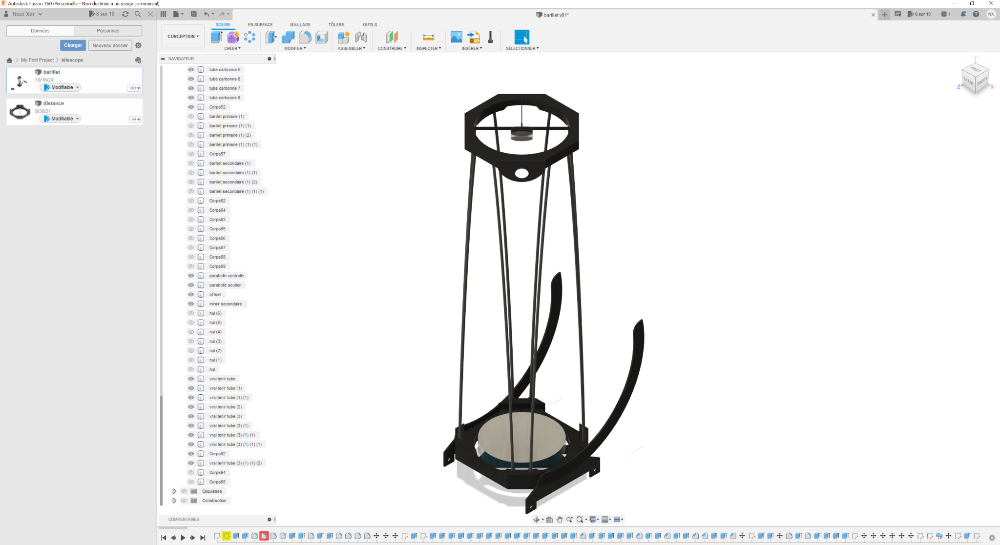 Autodesk Fusion 360 (Personnelle - Non destinée à un usage commercial)
Nour Xer
8 sur 10
barillet v81*
8 sur 10
1
NX
Données
Personnes
Charger
Nouveau dossier
My First Project
télescope
barillet
10/16/21
Modifiable
V81
distance
8/30/21
Modifiable
V4
CONCEPTION
SOLIDE
EN SURFACE
MAILLAGE
TÔLERIE
OUTILS
CRÉER
MODIFIER
ASSEMBLER
CONSTRUIRE
INSPECTER
INSÉRER
SÉLECTIONNER
NAVIGATEUR
tube carbonne 5
tube carbonne 6
tube carbonne 7
tube carbonne 8
Corps52
barillet primaire (1)
barillet primaire (1) (1)
barillet primaire (1) (2)
barillet primaire (1) (1) (1)
Corps57
barillet secondaire (1)
barillet secondaire (1) (1)
barillet secondaire (1) (2)
barillet secondaire (1) (1) (1)
Corps62
Corps64
Corps63
Corps65
Corps66
Corps67
Corps68
Corps69
parabolle controlle
parabolle soutien
offset
miroir secondaire
nul (6)
nul (5)
nul (4)
nul (3)
nul (2)
nul (1)
nul
vrai tenir tube
vrai tenir tube (1)
vrai tenir tube (1) (1)
vrai tenir tube (2)
vrai tenir tube (3)
vrai tenir tube (3) (1)
vrai tenir tube (3) (1) (1)
vrai tenir tube (3) (1) (1) (1)
Corps92
vrai tenir tube (3) (1) (1) (2)
Corps94
Corps95
Esquisses
Construction
COMMENTAIRES
Y
HAUT
AVANT
DROITE
Z
X